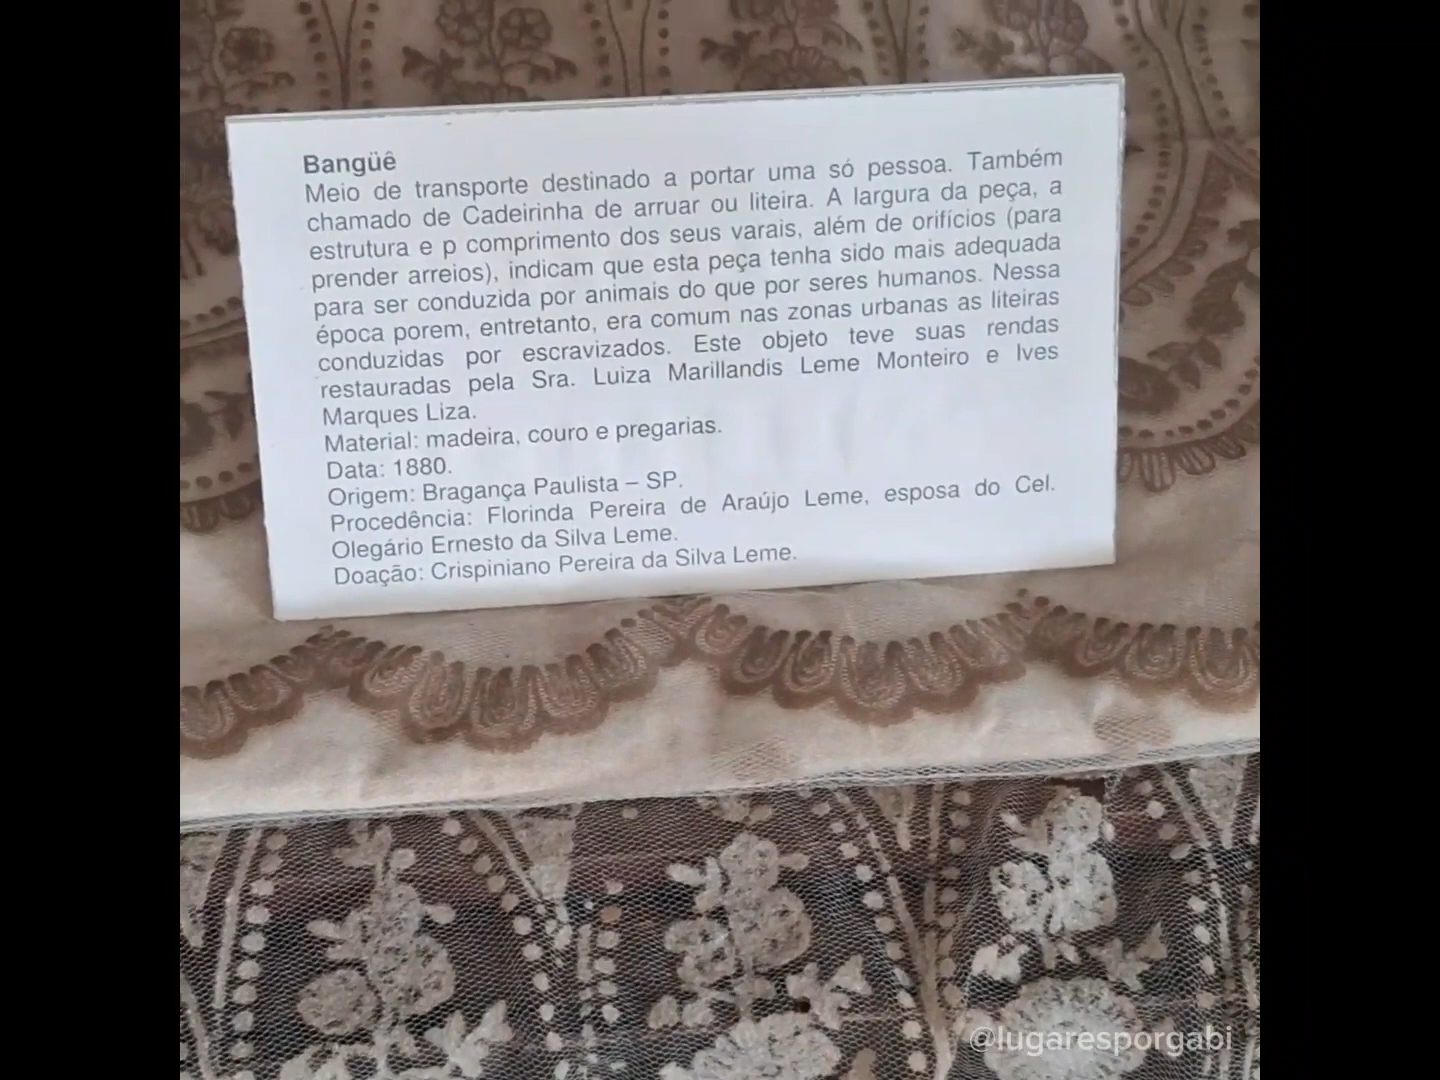 Bangüê
Meio de transporte destinado a portar uma só pessoa. Também
chamado de Cadeirinha de arruar ou liteira. A largura da peça, a
estrutura e p comprimento dos seus varais, além de orifícios (para
prender arreios), indicam que esta peça tenha sido mais adequada
para ser conduzida por animais do que por seres humanos. Nessa
época porem, entretanto, era comum nas zonas urbanas as liteiras
conduzidas por escravizados. Este objeto teve suas rendas
restauradas pela Sra. Luiza Marillandis Leme Monteiro e Ives
Marques Liza.
Material: madeira, couro e pregarias.
Data: 1880.
Origem: Bragança Paulista – SP.
Procedência: Florinda Pereira de Araújo Leme, esposa do Cel.
Olegário Ernesto da Silva Leme.
Doação: Crispiniano Pereira da Silva Leme.
@lugaresporgabi